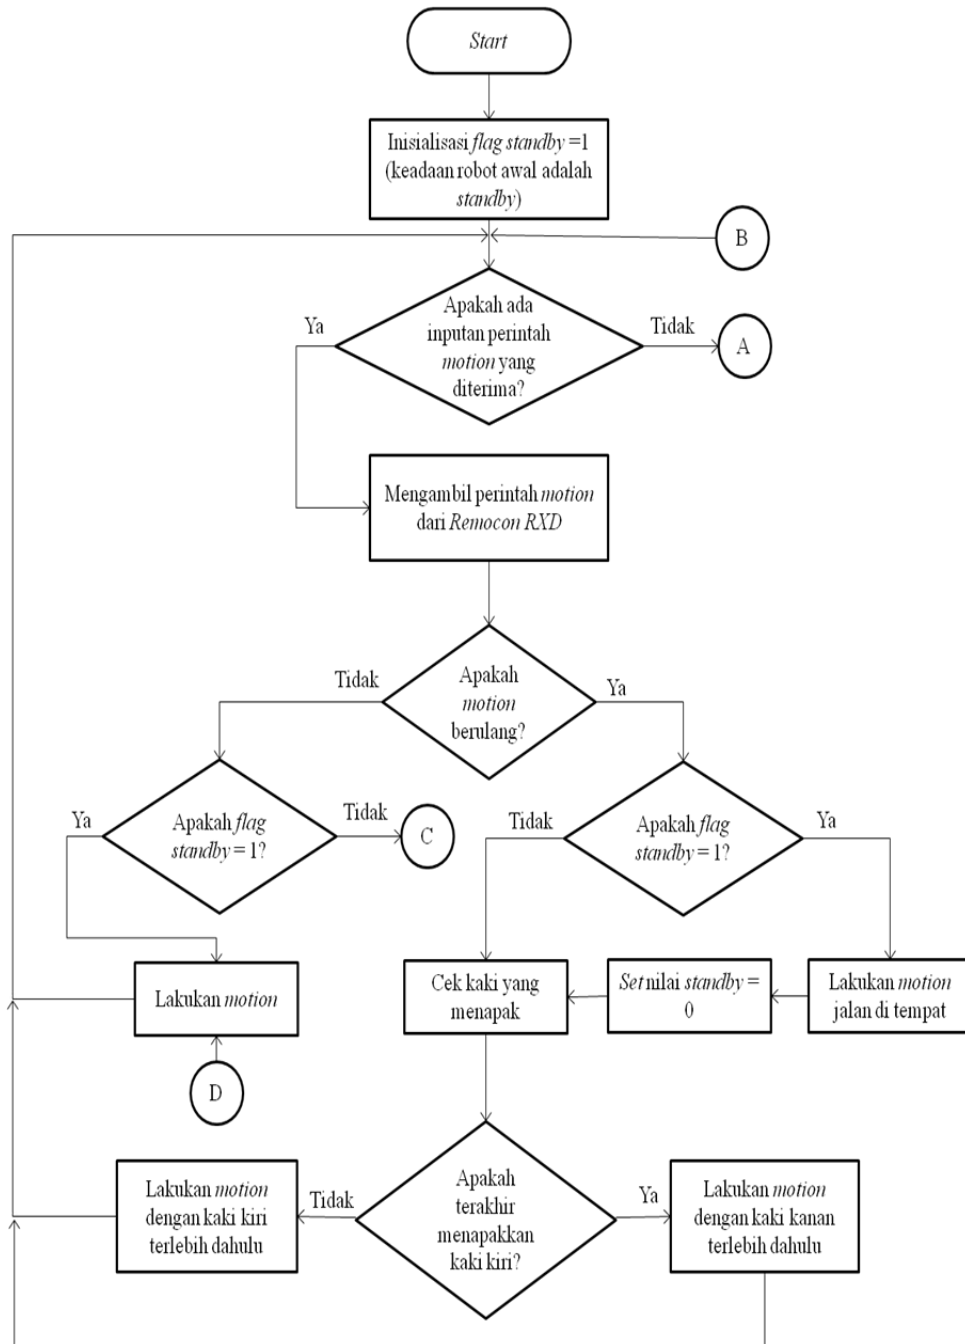 Start
Inisialisasi flag standby =1
(keadaan robot awal adalah
standby)
B
Apakah ada
inputan perintah
motion yang
diterima?
Ya
Tidak
A
Mengambil perintah motion
dari Remocon RXD
Apakah
motion
berulang?
Tidak
Ya
Apakah flag
standby = 1?
Ya
Tidak
C
Apakah flag
standby = 1?
Tidak
Ya
Lakukan motion
Cek kaki yang
menapak
Set nilai standby =
0
Lakukan motion
jalan di tempat
D
Lakukan motion
dengan kaki kiri
terlebih dahulu
Tidak
Apakah
terakhir
menapakkan
kaki kiri?
Ya
Lakukan motion
dengan kaki kanan
terlebih dahulu